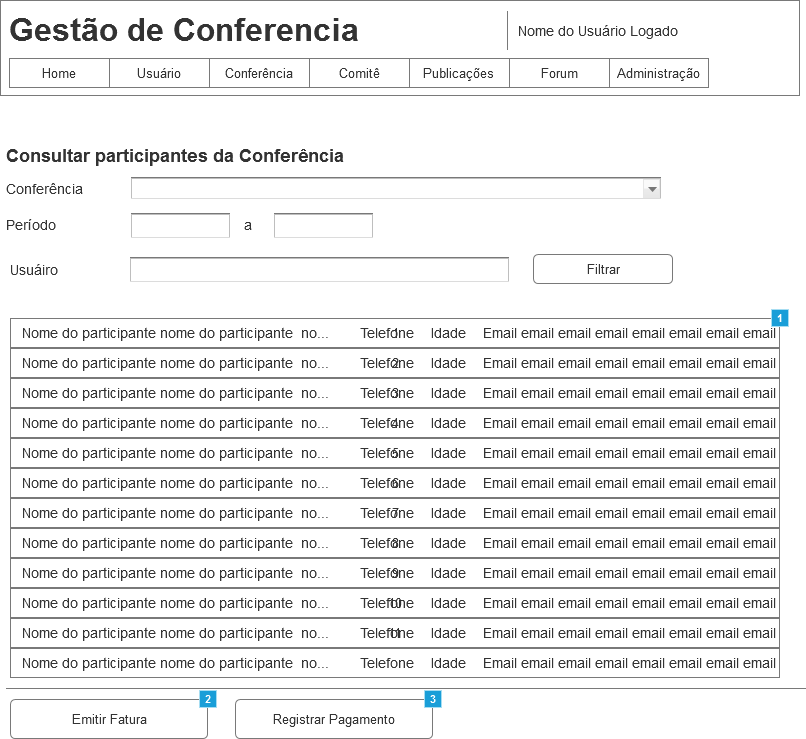 Gestão de Conferencia
Nome do Usuário Logado
Home Usuário Conferência Comitê Publicações Forum Administração
Consultar participantes da Conferência
Conferência
Período a
Usuáiro Filtrar
1
Nome do participante nome do participante no... Telefone 1 Idade Email email email email email email email email
Nome do participante nome do participante no... Telefone 2 Idade Email email email email email email email email
Nome do participante nome do participante no... Telefone 3 Idade Email email email email email email email email
Nome do participante nome do participante no... Telefone 4 Idade Email email email email email email email email
Nome do participante nome do participante no... Telefone 5 Idade Email email email email email email email email
Nome do participante nome do participante no... Telefone 6 Idade Email email email email email email email email
Nome do participante nome do participante no... Telefone 7 Idade Email email email email email email email email
Nome do participante nome do participante no... Telefone 8 Idade Email email email email email email email email
Nome do participante nome do participante no... Telefone 9 Idade Email email email email email email email email
Nome do participante nome do participante no... Telefone 10 Idade Email email email email email email email email
Nome do participante nome do participante no... Telefone 11 Idade Email email email email email email email email
Nome do participante nome do participante no... Telefone Idade Email email email email email email email email
2 3
Emitir Fatura Registrar Pagamento